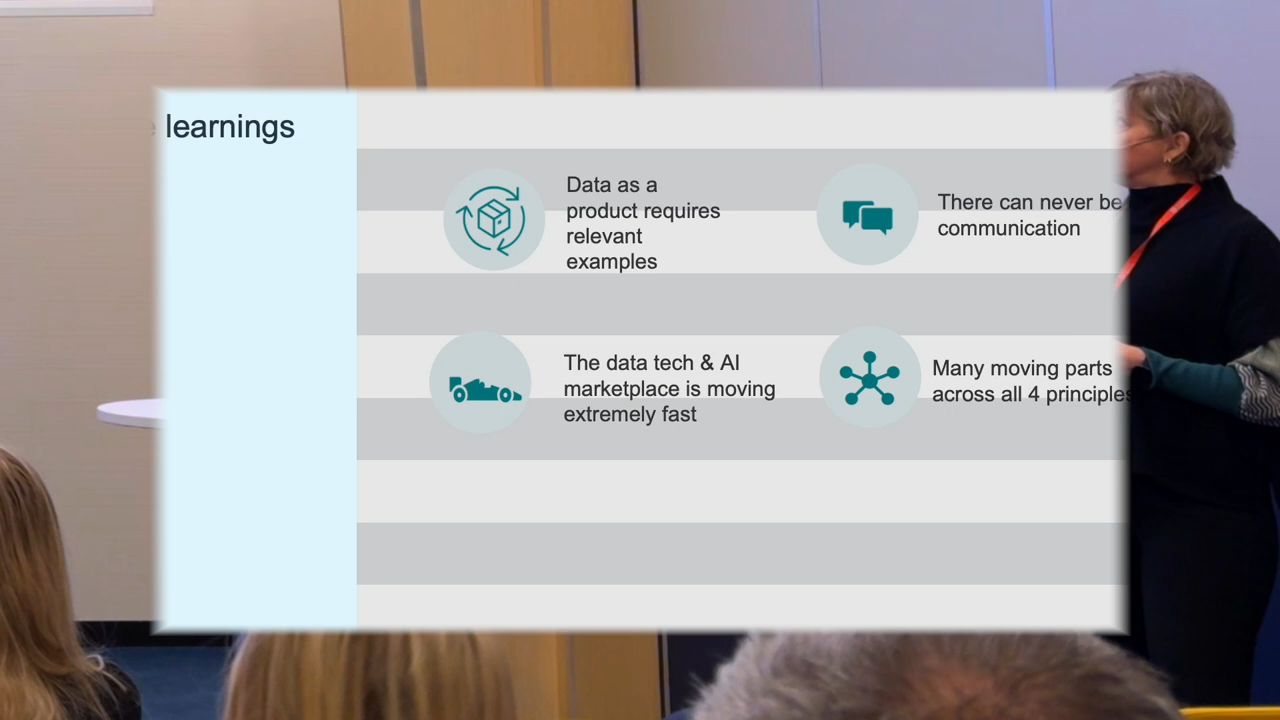 learnings
Data as a
product requires
relevant
examples
There can never be
communication
The data tech & AI
marketplace is moving
extremely fast
Many moving parts
across all 4 principles